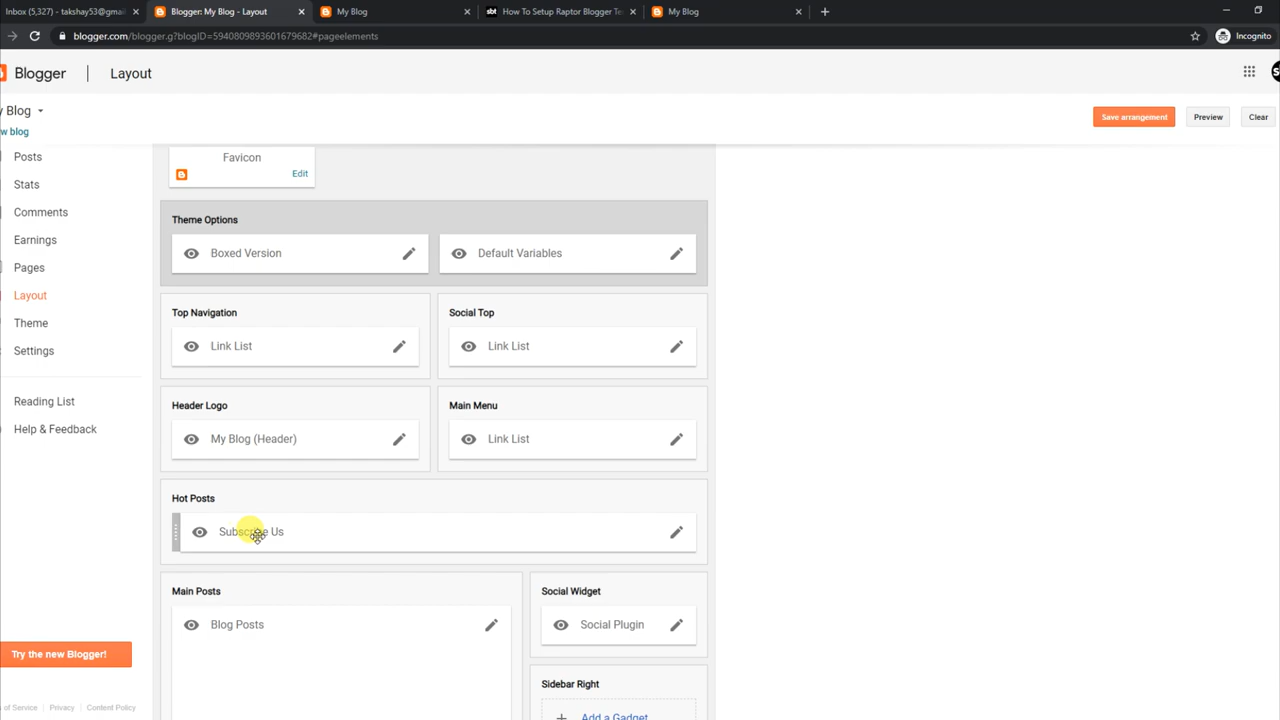 Inbox (5,327) - takshay53@gmail
Blogger: My Blog - Layout
My Blog
sbt
How To Setup Raptor Blogger Te
My Blog
blogger.com/blogger.g?blogID=5940809893601679682#pageelements
Incognito
Blogger
Layout
y Blog
w blog
Save arrangement
Preview
Clear
Posts
Stats
Comments
Earnings
Pages
Layout
Theme
Settings
Reading List
Help & Feedback
Try the new Blogger!
s of Service
Privacy
Content Policy
Favicon
Edit
Theme Options
Boxed Version
Default Variables
Top Navigation
Link List
Social Top
Link List
Header Logo
My Blog (Header)
Main Menu
Link List
Hot Posts
Subscribe Us
Main Posts
Blog Posts
Social Widget
Social Plugin
Sidebar Right
Add a Gadget